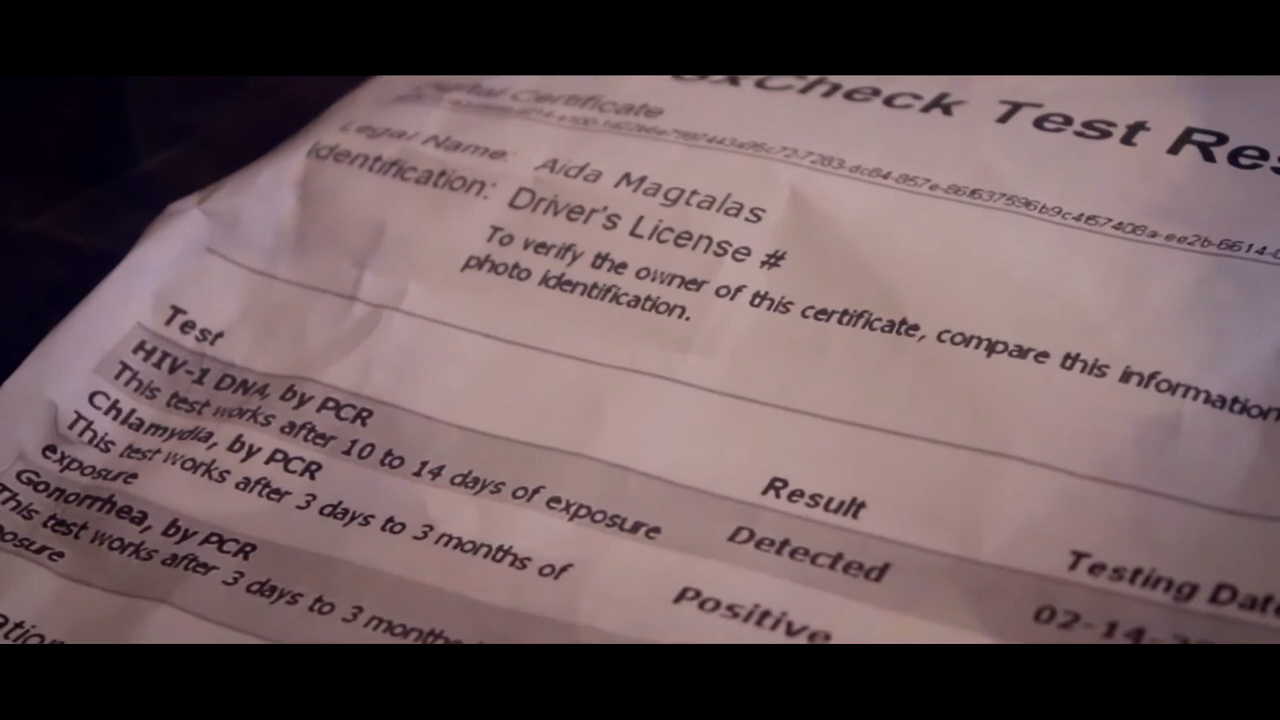 xCheck Test Res
Digital Certificate
Legal Name: Aida Magtalas
Identification: Driver's License #
To verify the owner of this certificate, compare this information
photo identification.
Test Result Testing Date
HIV-1 DNA, by PCR Detected 02-14-
This test works after 10 to 14 days of exposure
Chlamydia, by PCR Positive
This test works after 3 days to 3 months of
exposure
Gonorrhea, by PCR
This test works after 3 days to 3 months
posure